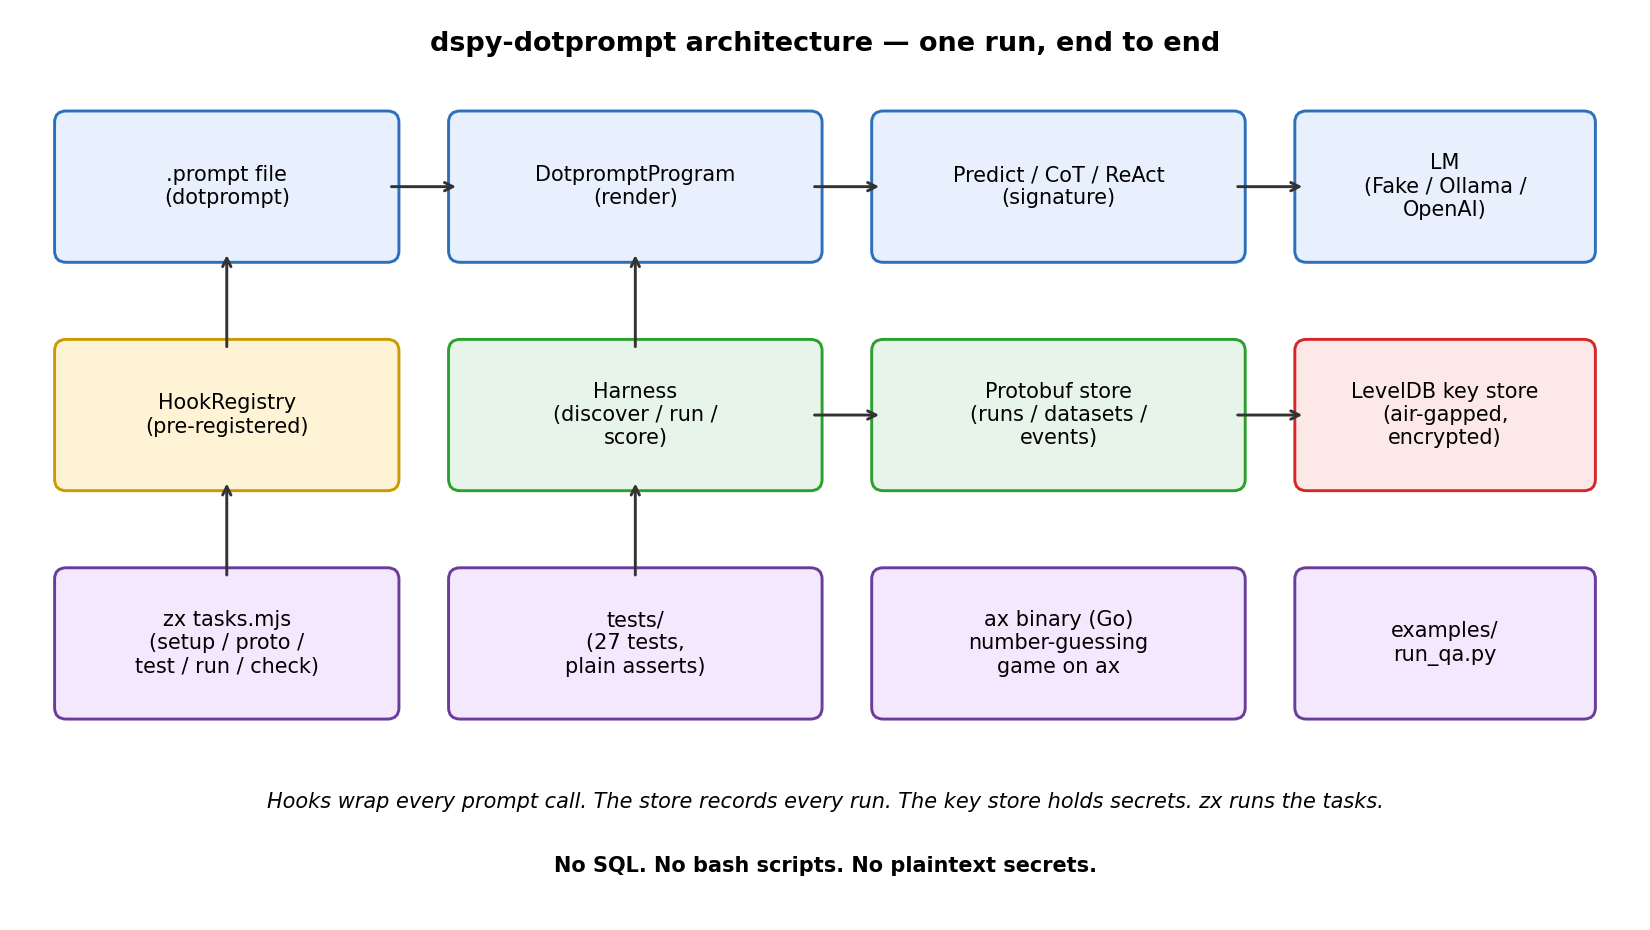 dspy-dotprompt architecture — one run, end to end
.prompt file
(dotprompt)
DotpromptProgram
(render)
Predict / CoT / ReAct
(signature)
LM
(Fake / Ollama /
OpenAI)
HookRegistry
(pre-registered)
Harness
(discover / run /
score)
Protobuf store
(runs / datasets /
events)
LevelDB key store
(air-gapped,
encrypted)
zx tasks.mjs
(setup / proto /
test / run / check)
tests/
(27 tests,
plain asserts)
ax binary (Go)
number-guessing
game on ax
examples/
run_qa.py
Hooks wrap every prompt call. The store records every run. The key store holds secrets. zx runs the tasks.
No SQL. No bash scripts. No plaintext secrets.